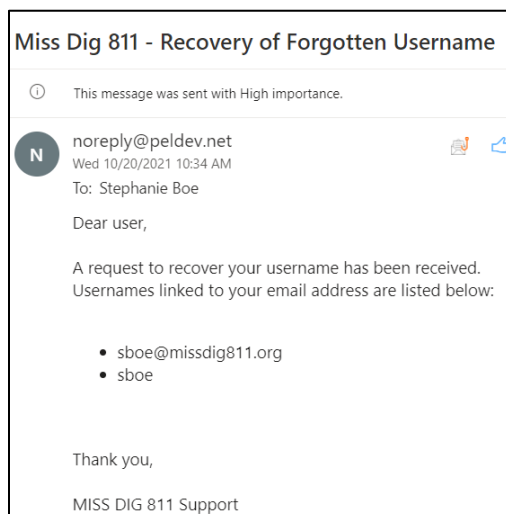 Miss Dig 811 - Recovery of Forgotten Username
This message was sent with High importance.
N
noreply@peldev.net
Wed 10/20/2021 10:34 AM
To: Stephanie Boe
Dear user,
A request to recover your username has been received.
Usernames linked to your email address are listed below:
• sboe@missdig811.org
• sboe
Thank you,
MISS DIG 811 Support